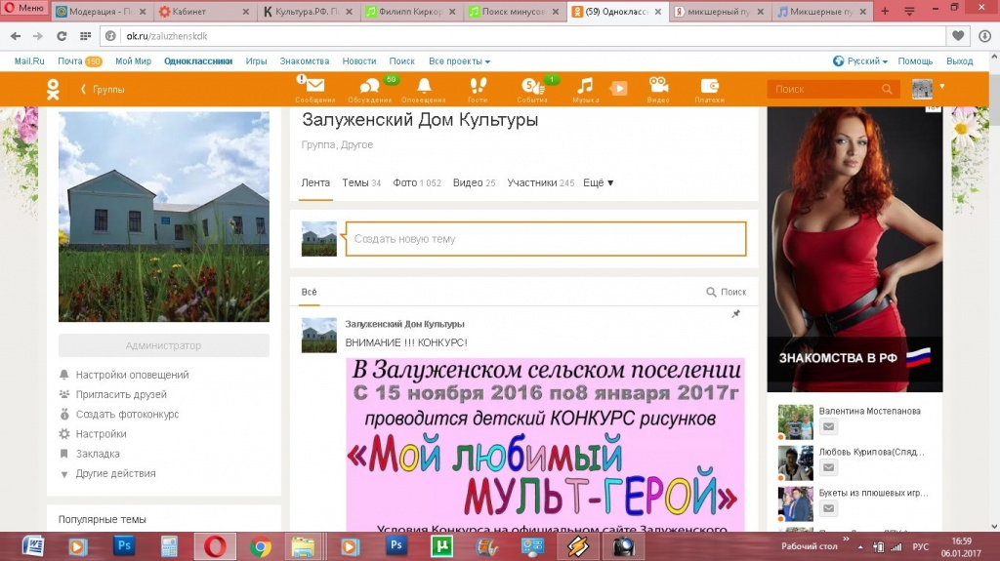 Меню
Модерация - П
Кабинет
Культура.РФ. П
Филипп Киркор
Поиск минусов
(59) Одноклассн
микшерный пу
Микшерные пу
ok.ru/zaluzhenskdk
Mail.Ru Почта 150 Мой Мир Одноклассники Игры Знакомства Новости Поиск Все проекты Русский Помощь Выход
Группы
59
5
1
Сообщения Обсуждения Оповещения Гости События Музыка Видео Платежи
Поиск
Залуженский Дом Культуры
Группа, Другое
Лента Темы 34 Фото 1 052 Видео 25 Участники 245 Ещё
Создать новую тему
Всё
Поиск
Залуженский Дом Культуры
ВНИМАНИЕ !!! КОНКУРС!
В Залуженском сельском поселении
С 15 ноября 2016 по8 января 2017г
проводится детский КОНКУРС рисунков
«Мой любимый
МУЛЬТ-ГЕРОЙ»
Условия Конкурса на официальном сайте Залуженского
Администратор
Настройки оповещений
Пригласить друзей
Создать фотоконкурс
Настройки
Закладка
Другие действия
Популярные темы
18+
ЗНАКОМСТВА В РФ
Валентина Мостепанова
Любовь Курилова(Сляд...
Букеты из плюшевых игр...
Рабочий стол
РУС
16:59
06.01.2017